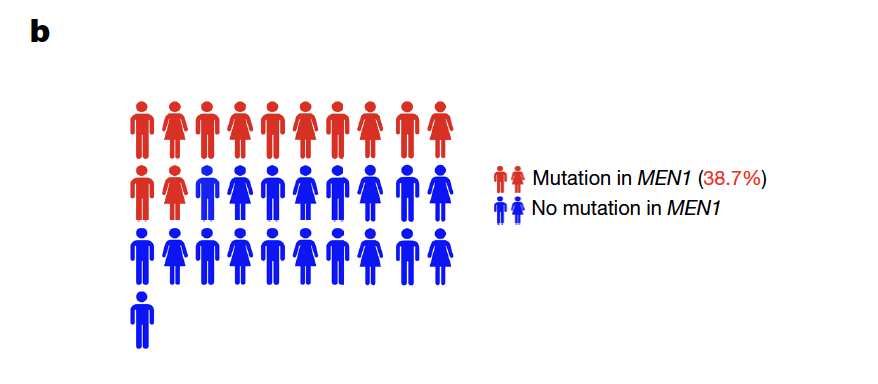 b
Mutation in MEN1 (38.7%)
No mutation in MEN1